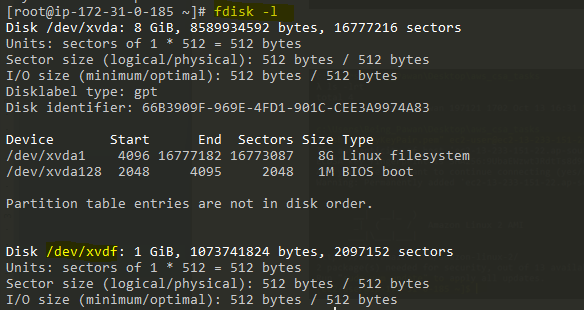 [root@ip-172-31-0-185 ~]# fdisk -l
Disk /dev/xvda: 8 GiB, 8589934592 bytes, 16777216 sectors
Units: sectors of 1 * 512 = 512 bytes
Sector size (logical/physical): 512 bytes / 512 bytes
I/O size (minimum/optimal): 512 bytes / 512 bytes
Disklabel type: gpt
Disk identifier: 66B3909F-969E-4FD1-901C-CEE3A9974A83
Device Start End Sectors Size Type
/dev/xvda1 4096 16777182 16773087 8G Linux filesystem
/dev/xvda128 2048 4095 2048 1M BIOS boot
Partition table entries are not in disk order.
Disk /dev/xvdf: 1 GiB, 1073741824 bytes, 2097152 sectors
Units: sectors of 1 * 512 = 512 bytes
Sector size (logical/physical): 512 bytes / 512 bytes
I/O size (minimum/optimal): 512 bytes / 512 bytes